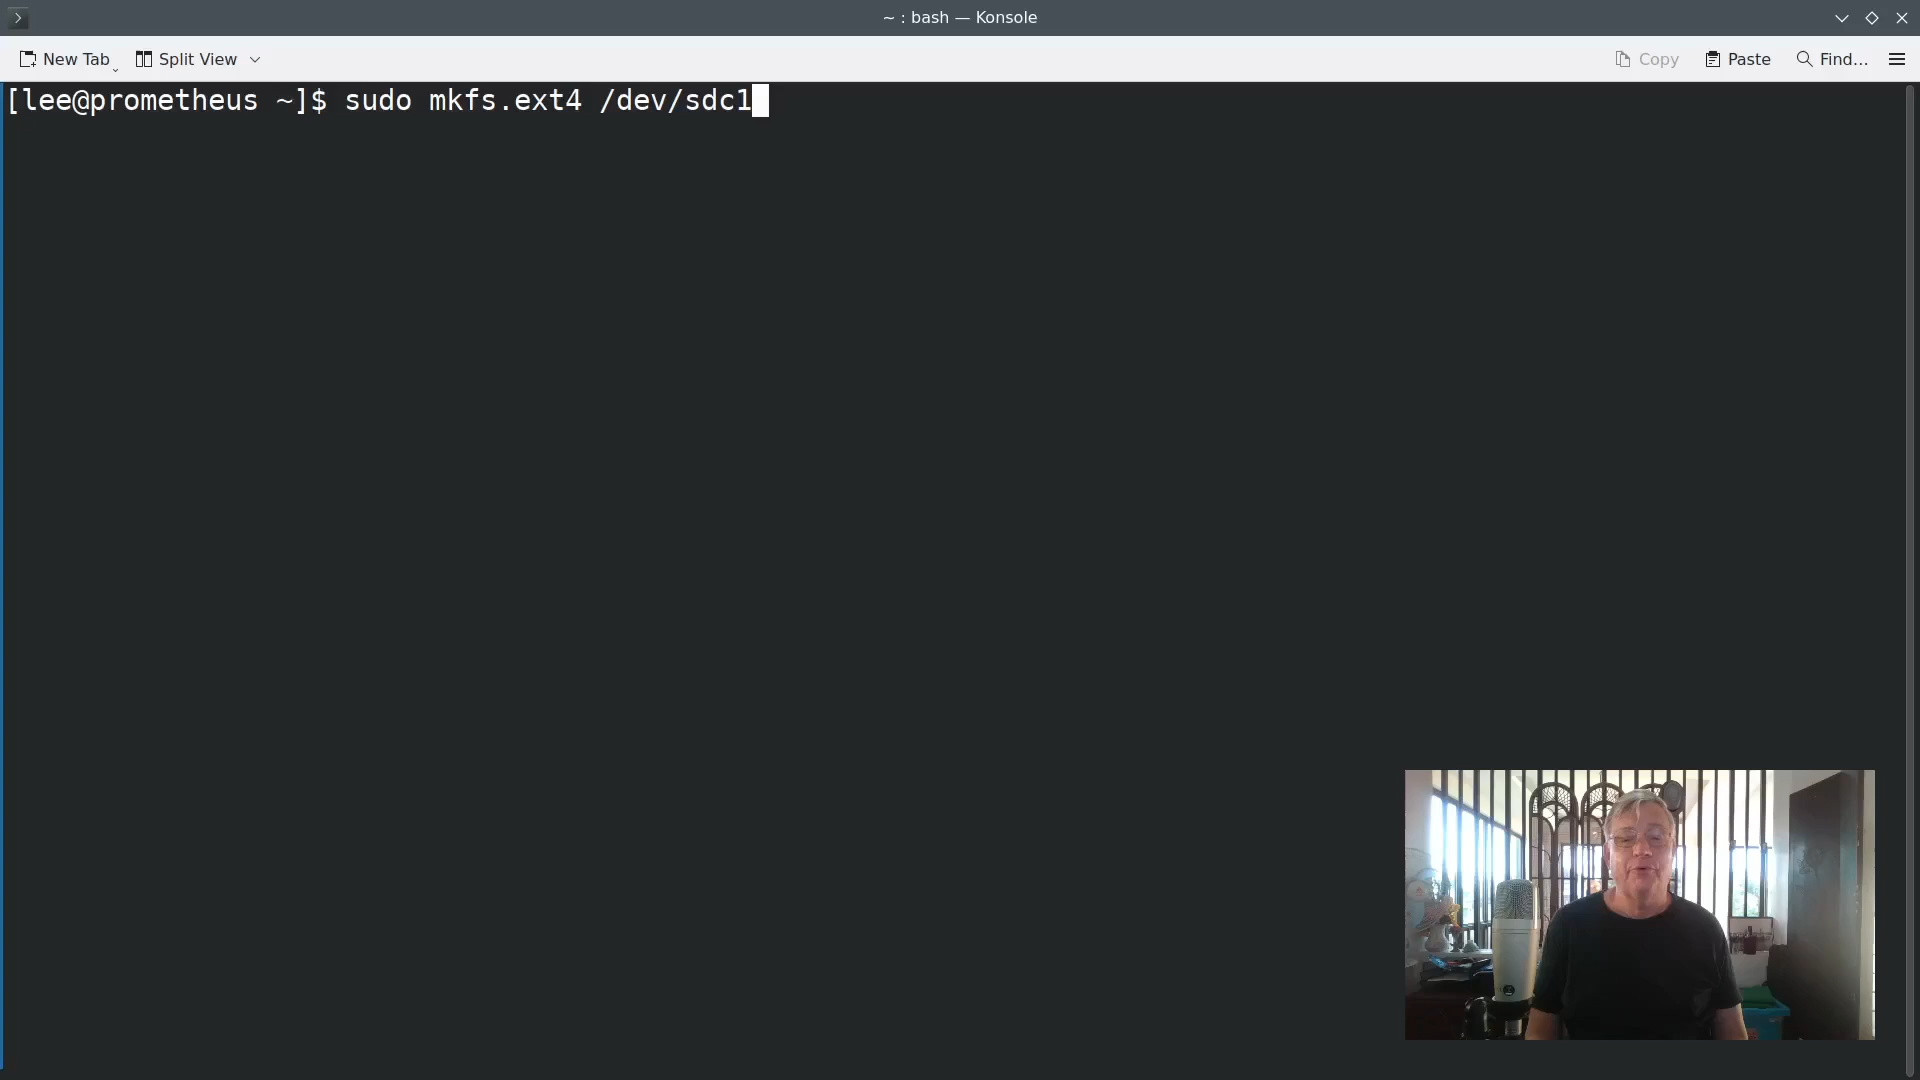 ~ : bash — Konsole
New Tab Split View Copy Paste Find...
[lee@prometheus ~]$ sudo mkfs.ext4 /dev/sdc1